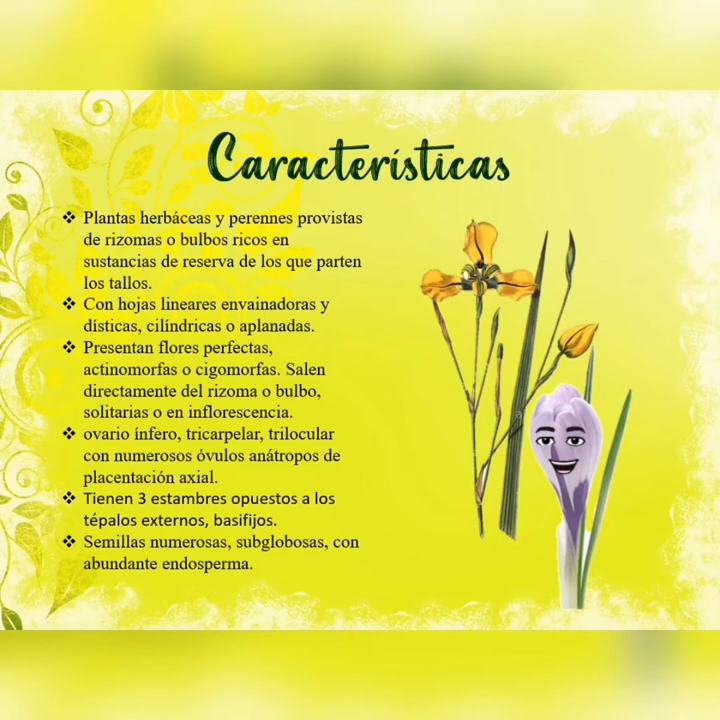 Características
❖ Plantas herbáceas y perennes provistas
de rizomas o bulbos ricos en
sustancias de reserva de los que parten
los tallos.
❖ Con hojas lineares envainadoras y
dísticas, cilíndricas o aplanadas.
❖ Presentan flores perfectas,
actinomorfas o cigomorfas. Salen
directamente del rizoma o bulbo,
solitarias o en inflorescencia.
❖ ovario ínfero, tricarpelar, trilocular
con numerosos óvulos anátropos de
placentación axial.
❖ Tienen 3 estambres opuestos a los
tépalos externos, basifijos.
❖ Semillas numerosas, subglobosas, con
abundante endosperma.